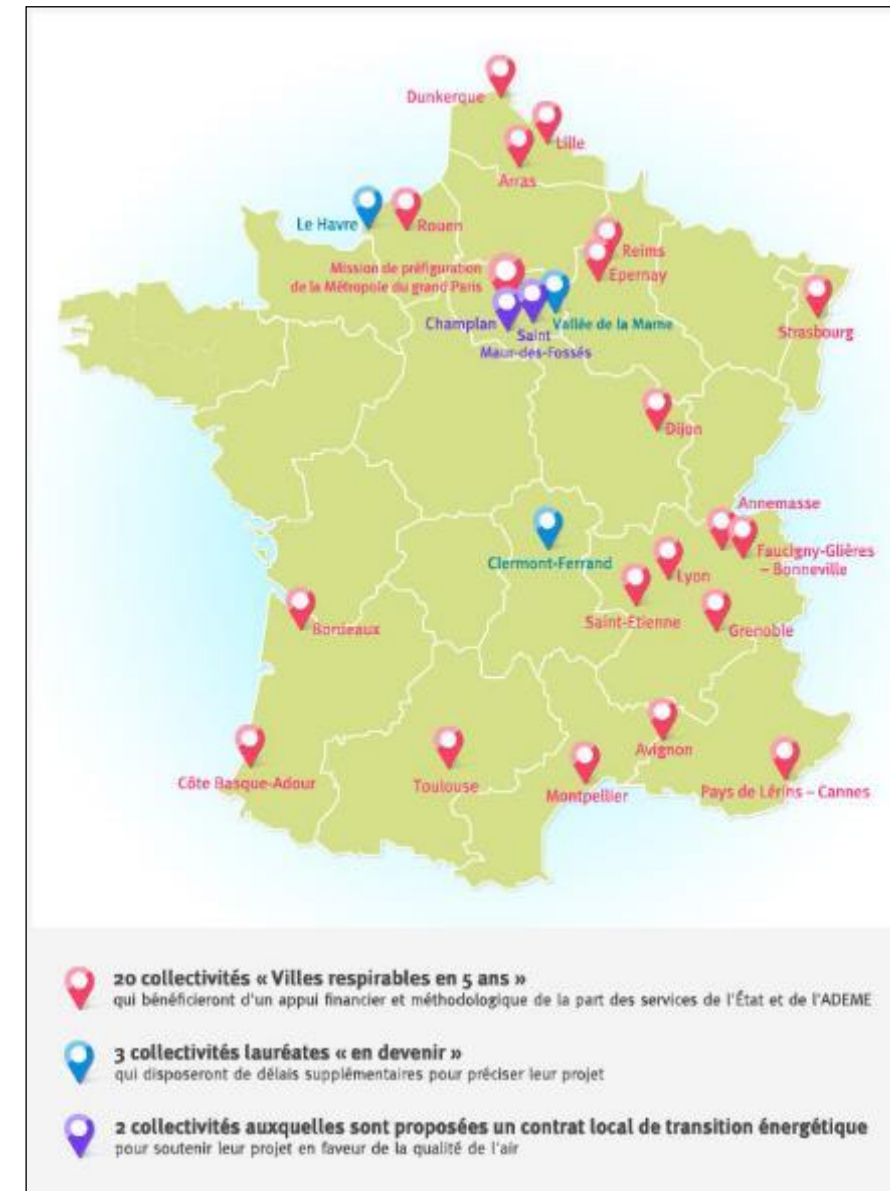 Dunkerque
Lille
Arras
Le Havre
Rouen
Reims
Epernay
Mission de préfiguration
de la Métropole du grand Paris
Champlan
Saint
Maur-des-Fossés
Vallée de la Marne
Strasbourg
Dijon
Annemasse
Clermont-Ferrand
Faucigny-Glières
– Bonneville
Lyon
Saint-Etienne
Grenoble
Bordeaux
Avignon
Côte Basque-Adour
Toulouse
Montpellier
Pays de Lérins – Cannes
20 collectivités « Villes respirables en 5 ans »
qui bénéficieront d'un appui financier et méthodologique de la part des services de l'État et de l'ADEME
3 collectivités lauréates « en devenir »
qui disposeront de délais supplémentaires pour préciser leur projet
2 collectivités auxquelles sont proposées un contrat local de transition énergétique
pour soutenir leur projet en faveur de la qualité de l'air